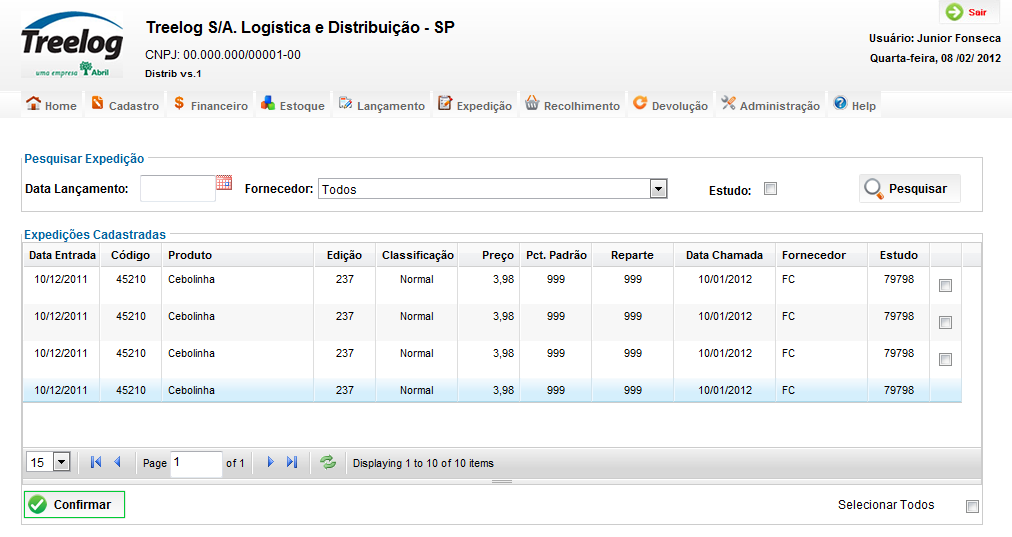 Sair
Treelog
uma empresa Abril
Treelog S/A. Logística e Distribuição - SP
CNPJ: 00.000.000/00001-00
Distrib vs.1
Usuário: Junior Fonseca
Quarta-feira, 08 /02/ 2012
Home Cadastro Financeiro Estoque Lançamento Expedição Recolhimento Devolução Administração Help
Pesquisar Expedição
Data Lançamento: Fornecedor: Todos Estudo: Pesquisar
Expedições Cadastradas
Data Entrada Código Produto Edição Classificação Preço Pct. Padrão Reparte Data Chamada Fornecedor Estudo
10/12/2011 45210 Cebolinha 237 Normal 3,98 999 999 10/01/2012 FC 79798
10/12/2011 45210 Cebolinha 237 Normal 3,98 999 999 10/01/2012 FC 79798
10/12/2011 45210 Cebolinha 237 Normal 3,98 999 999 10/01/2012 FC 79798
10/12/2011 45210 Cebolinha 237 Normal 3,98 999 999 10/01/2012 FC 79798
15 Page 1 of 1 Displaying 1 to 10 of 10 items
Confirmar Selecionar Todos